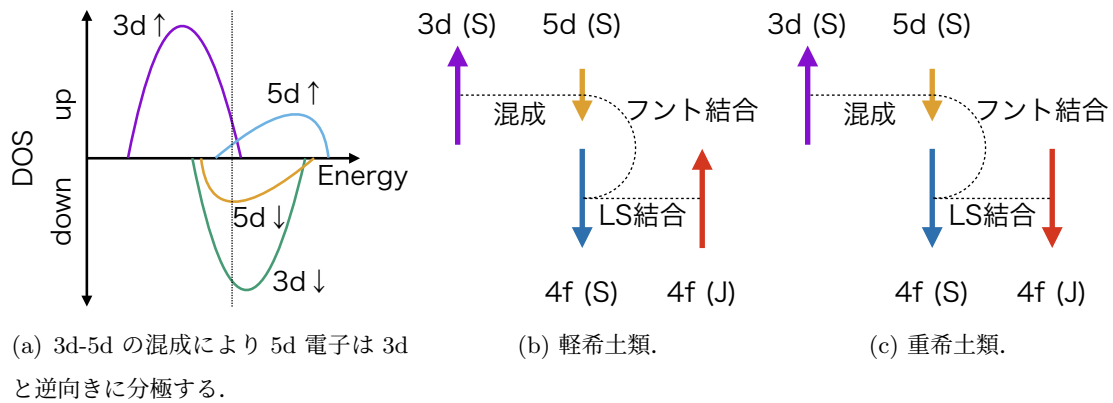 3d↑
5d↑
DOS
up
down
Energy
5d↓
3d↓
(a) 3d-5d の混成により 5d 電子は 3d
と逆向きに分極する.
3d (S)
5d (S)
混成
フント結合
LS結合
4f (S)
4f (J)
(b) 軽希土類.
3d (S)
5d (S)
混成
フント結合
LS結合
4f (S)
4f (J)
(c) 重希土類.